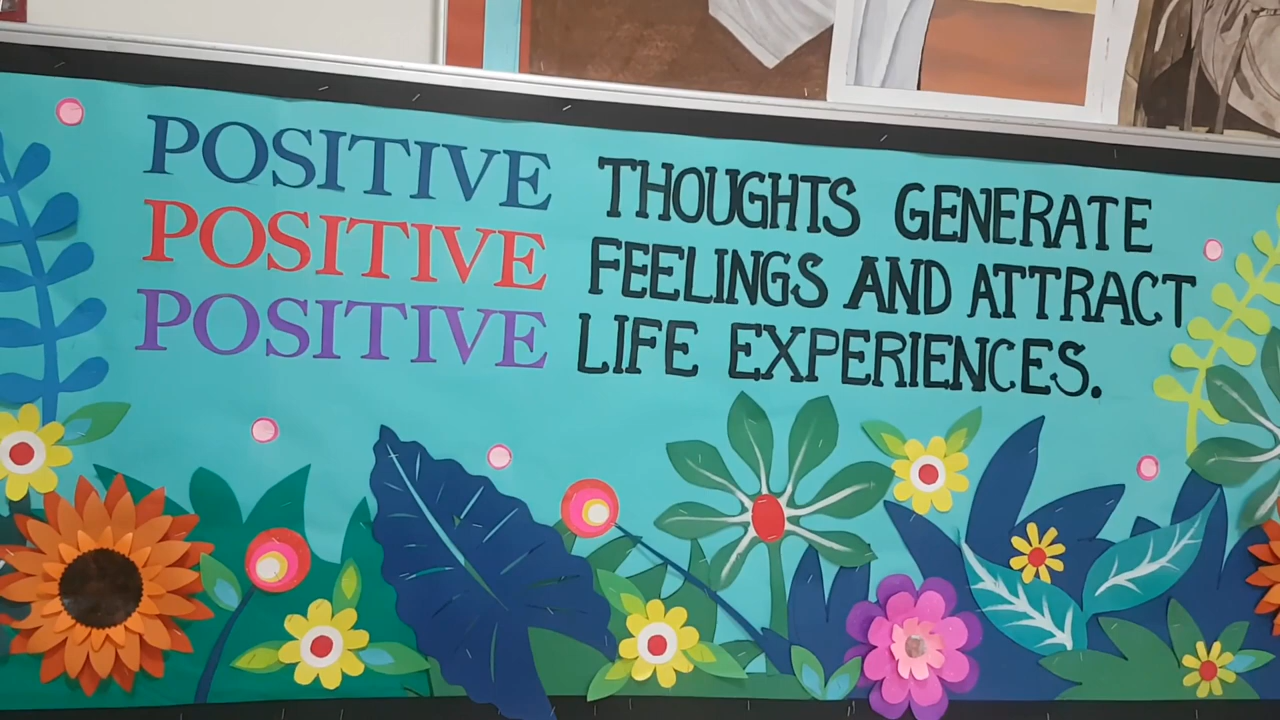 POSITIVE THOUGHTS GENERATE
POSITIVE FEELINGS AND ATTRACT
POSITIVE LIFE EXPERIENCES.